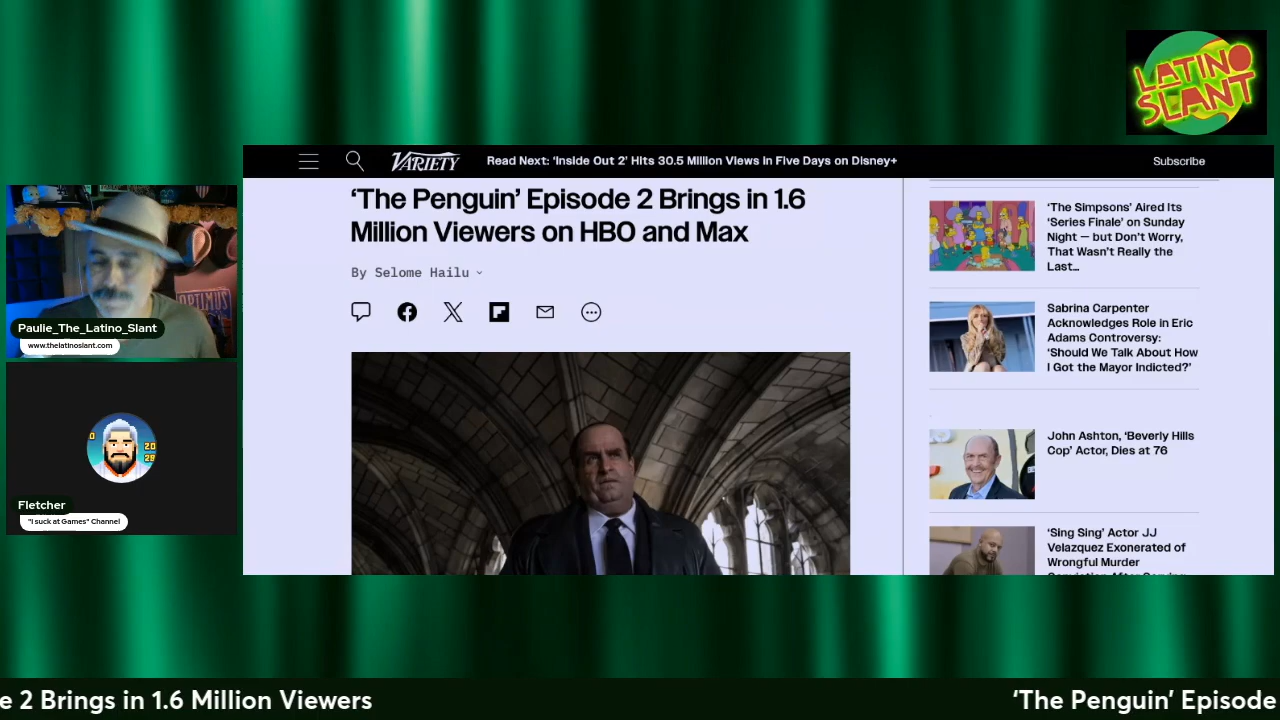 LATINO
SLANT
VARIETY
Read Next: ‘Inside Out 2’ Hits 30.5 Million Views in Five Days on Disney+
Subscribe
‘The Penguin’ Episode 2 Brings in 1.6
Million Viewers on HBO and Max
By Selome Hailu
‘The Simpsons’ Aired Its
‘Series Finale’ on Sunday
Night — but Don’t Worry,
That Wasn’t Really the
Last...
Sabrina Carpenter
Acknowledges Role in Eric
Adams Controversy:
‘Should We Talk About How
I Got the Mayor Indicted?’
John Ashton, ‘Beverly Hills
Cop’ Actor, Dies at 76
‘Sing Sing’ Actor JJ
Velazquez Exonerated of
Wrongful Murder
OPTIMUS
Paulie_The_Latino_Slant
www.thelatinoslant.com
0
20
28
Fletcher
"I suck at Games" Channel
e 2 Brings in 1.6 Million Viewers
‘The Penguin’ Episode